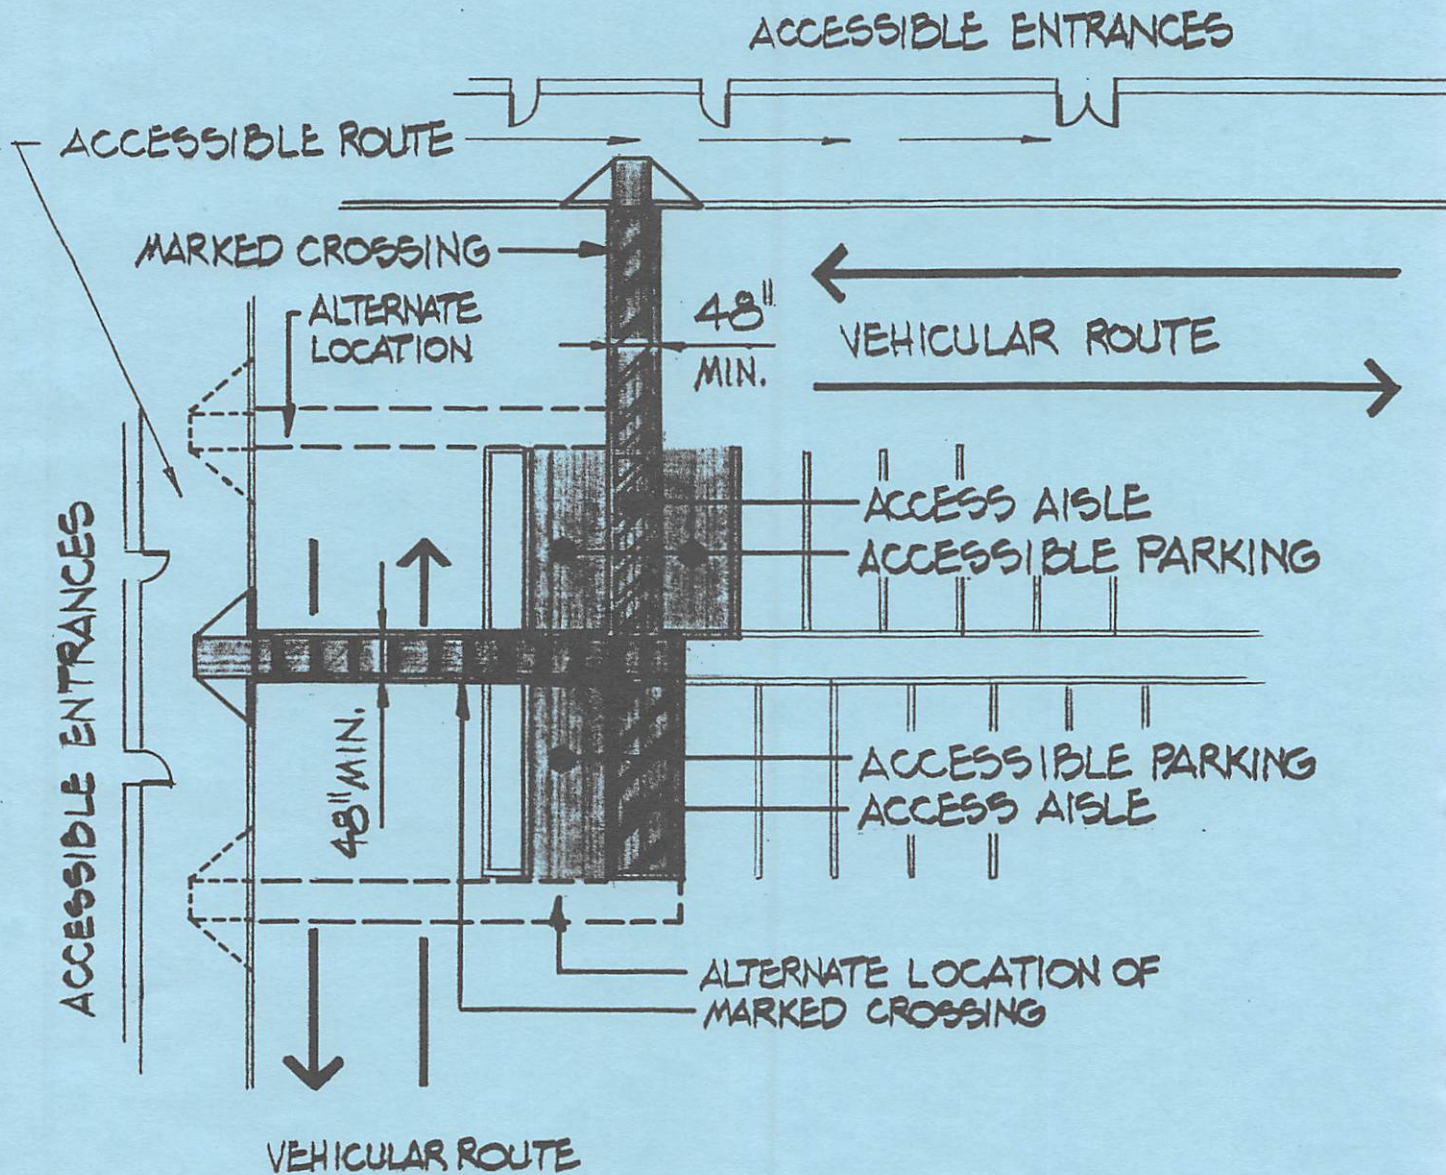 ACCESSIBLE ENTRANCES
ACCESSIBLE ROUTE
MARKED CROSSING
ALTERNATE
LOCATION
48"
MIN.
VEHICULAR ROUTE
ACCESS AISLE
ACCESSIBLE PARKING
ACCESSIBLE ENTRANCES
48" MIN.
ACCESSIBLE PARKING
ACCESS AISLE
ALTERNATE LOCATION OF
MARKED CROSSING
VEHICULAR ROUTE